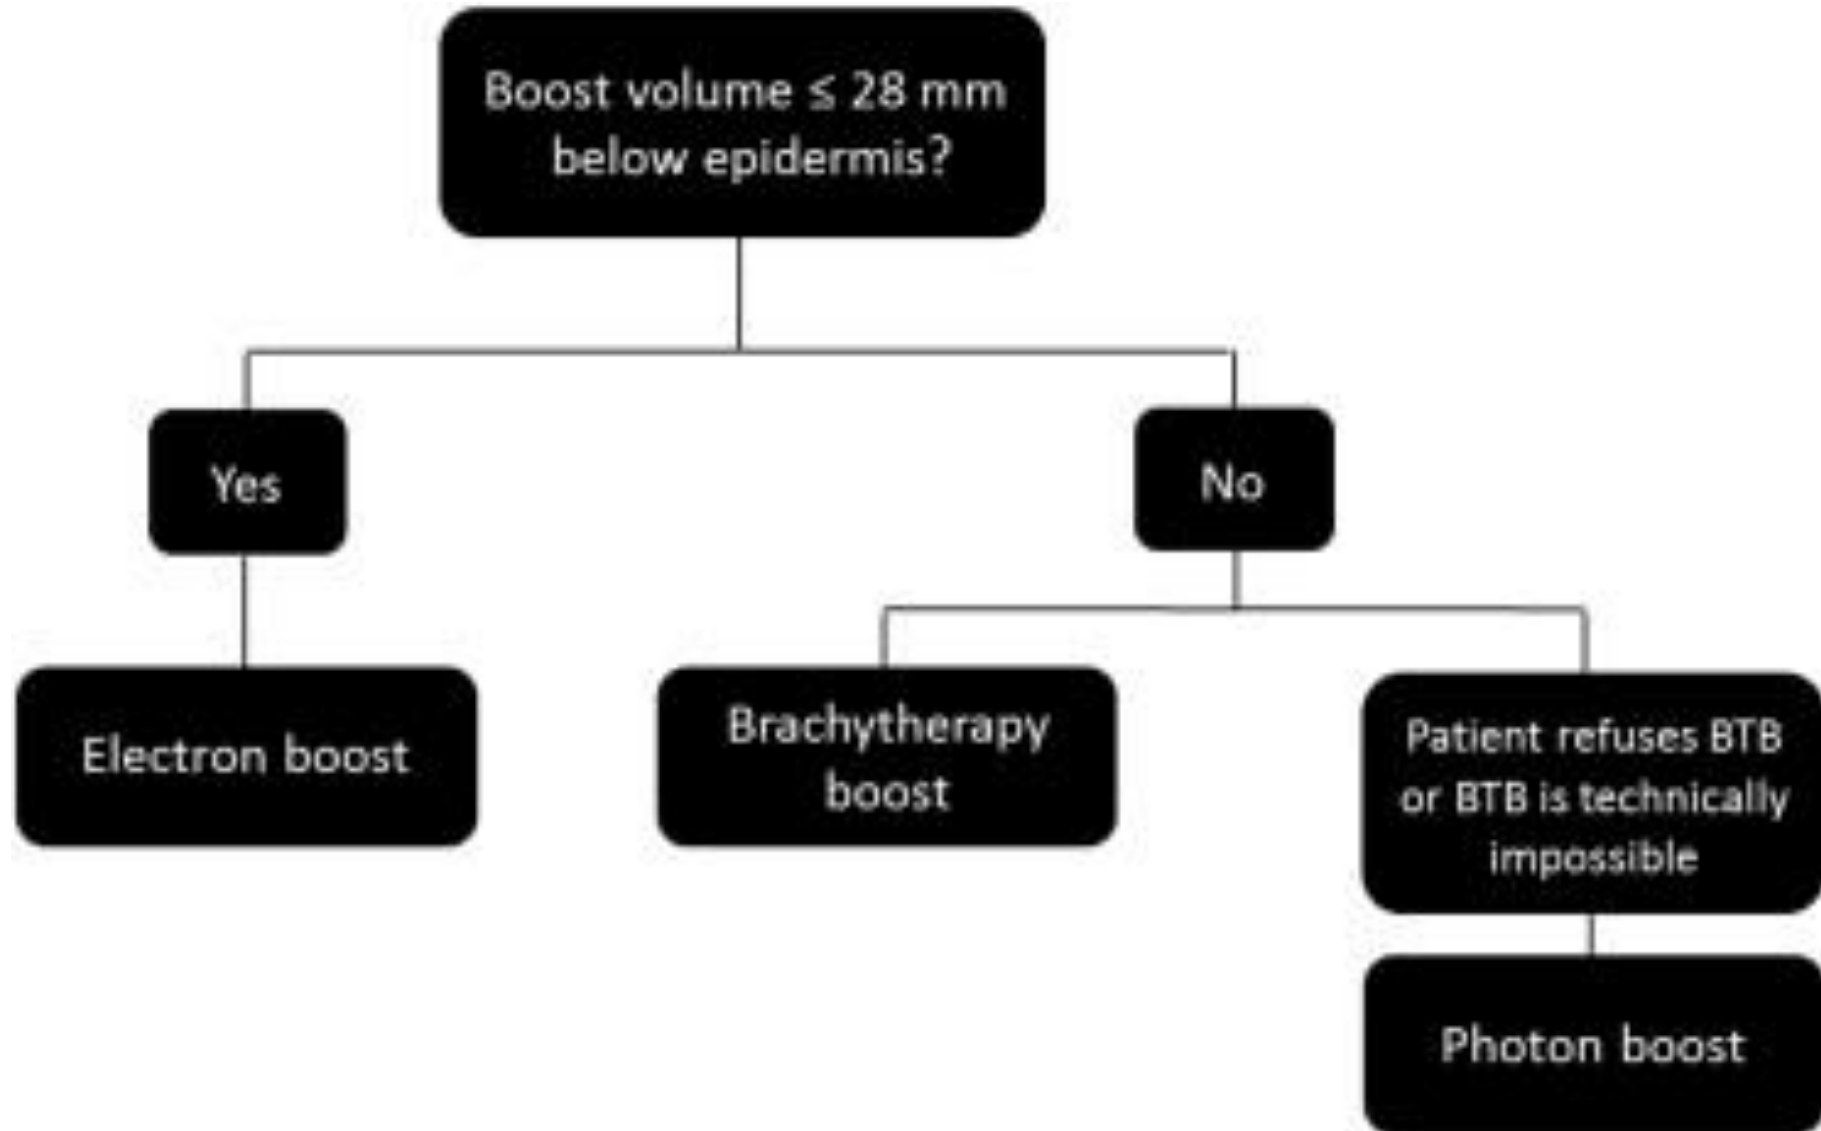 Boost volume ≤ 28 mm
below epidermis?
Yes
No
Electron boost
Brachytherapy
boost
Patient refuses BTB
or BTB is technically
impossible
Photon boost